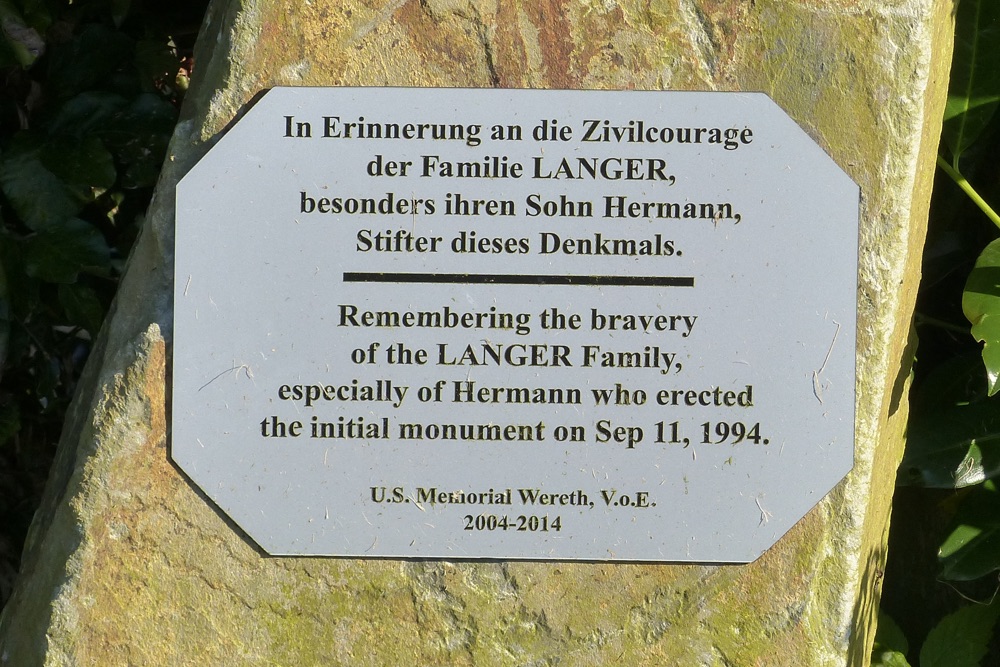 In Erinnerung an die Zivilcourage
der Familie LANGER,
besonders ihren Sohn Hermann,
Stifter dieses Denkmals.
Remembering the bravery
of the LANGER Family,
especially of Hermann who erected
the initial monument on Sep 11, 1994.
U.S. Memorial Wereth, V.o.E.
2004-2014